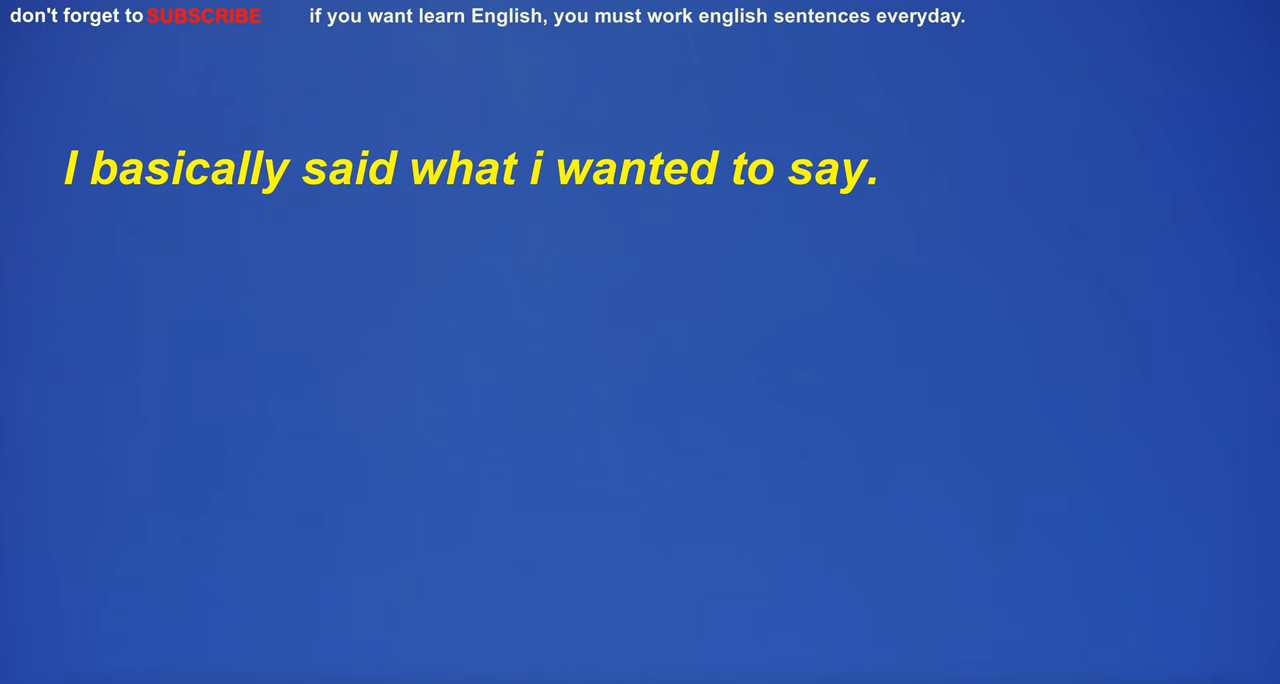 don't forget to SUBSCRIBE if you want learn English, you must work english sentences everyday.
I basically said what i wanted to say.